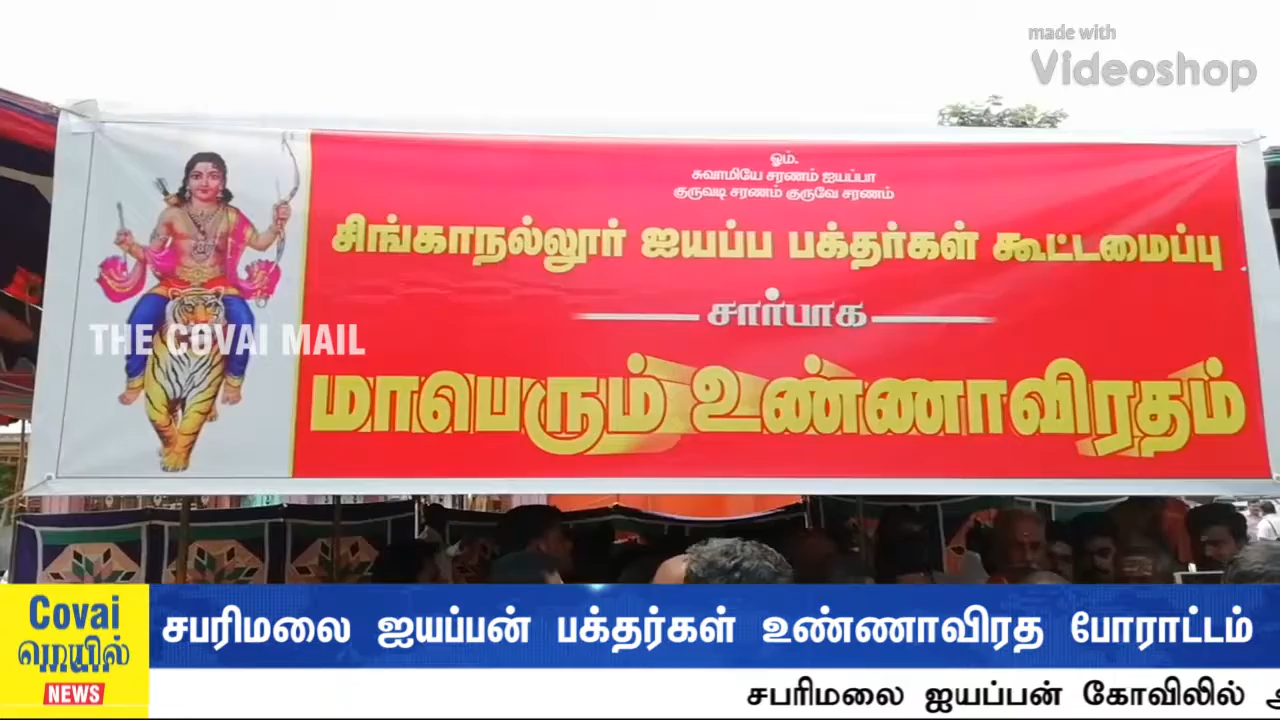 made with
Videoshop
ஓம்.
சுவாமியே சரணம் ஐயப்பா
குருவடி சரணம் குருவே சரணம்
சிங்காநல்லூர் ஐயப்ப பக்தர்கள் கூட்டமைப்பு
சார்பாக
மாபெரும் உண்ணாவிரதம்
THE COVAI MAIL
Covai
மெயில்
NEWS
சபரிமலை ஐயப்பன் பக்தர்கள் உண்ணாவிரத போராட்டம்
சபரிமலை ஐயப்பன் கோவிலில்